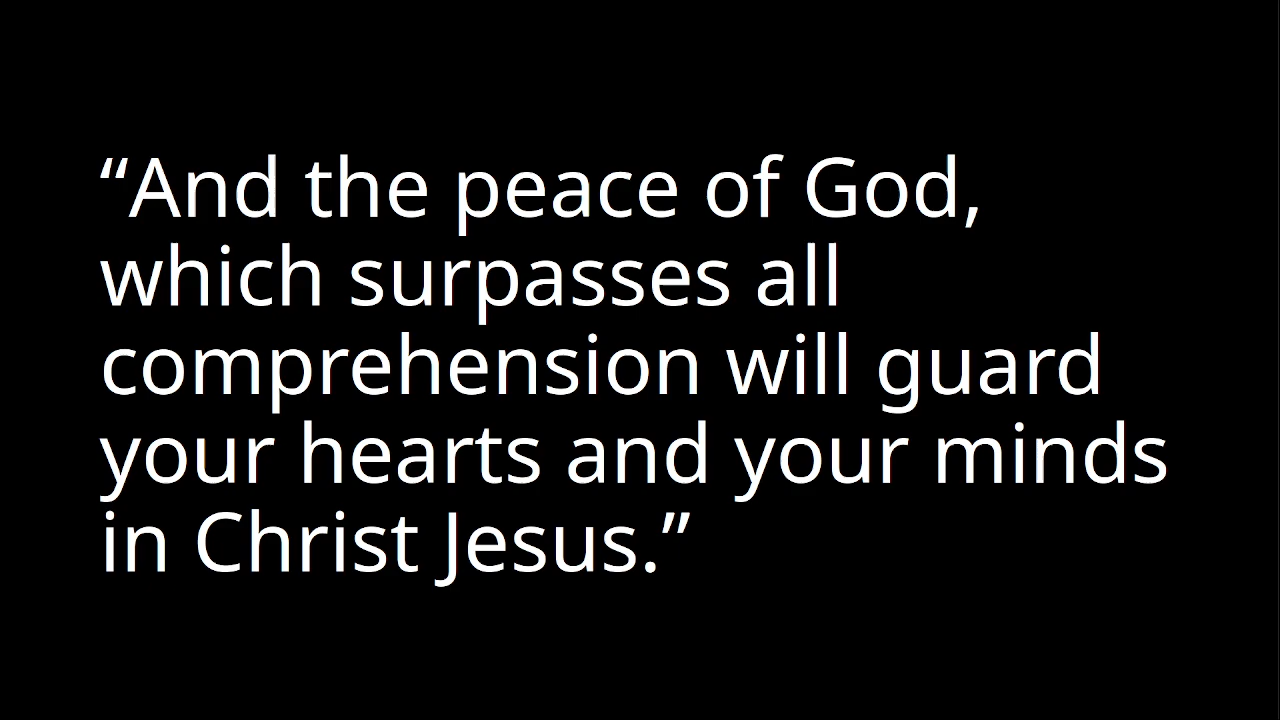 “And the peace of God,
which surpasses all
comprehension will guard
your hearts and your minds
in Christ Jesus.”